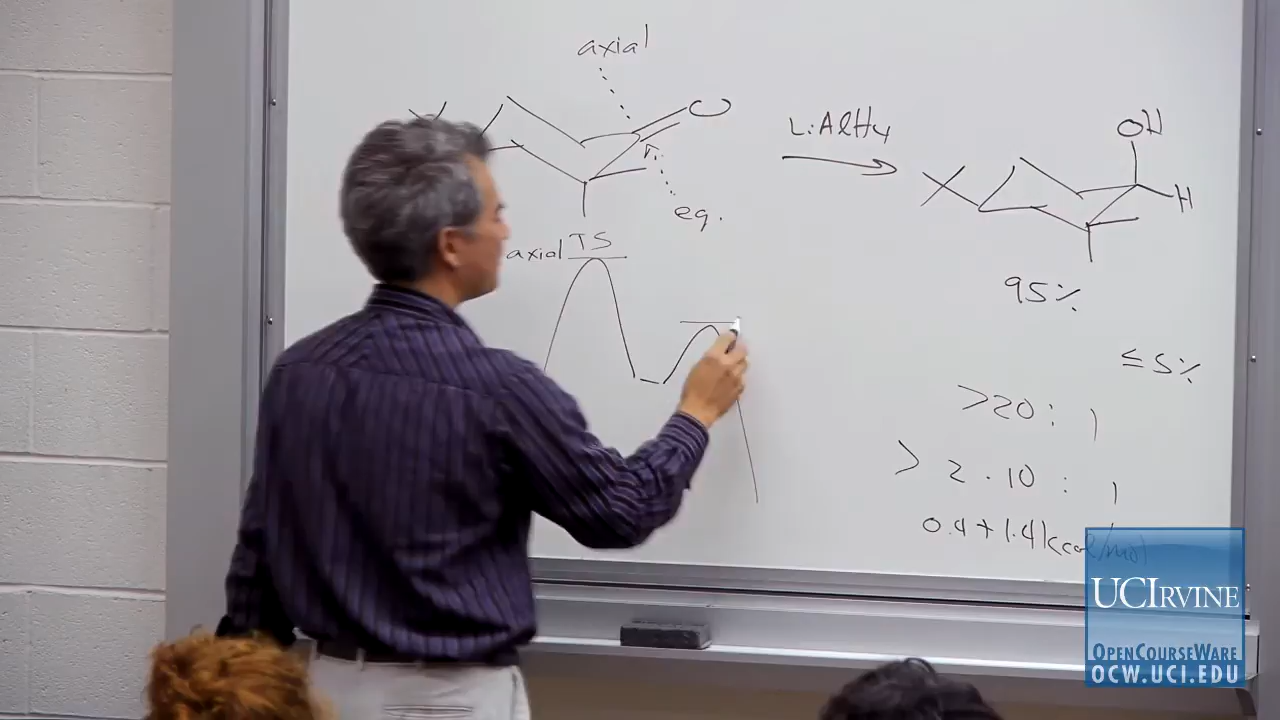 axial
O
LiAlH4
OH
H
eq.
axial TS
95%
≤ 5%
>20 : 1
> 2 · 10 : 1
0.4 + 1.4 kcal/mol
UCIRVINE
OPENCOURSEWARE
OCW.UCI.EDU